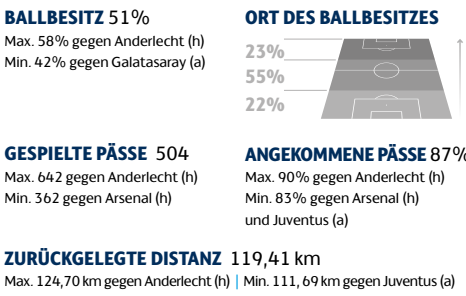 BALLBESITZ 51%
Max. 58% gegen Anderlecht (h)
Min. 42% gegen Galatasaray (a)
ORT DES BALLBESITZES
23%
55%
22%
GESPIELTE PÄSSE 504
Max. 642 gegen Anderlecht (h)
Min. 362 gegen Arsenal (h)
ANGEKOMMENE PÄSSE 87%
Max. 90% gegen Anderlecht (h)
Min. 83% gegen Arsenal (h)
und Juventus (a)
ZURÜCKGELEGTE DISTANZ 119,41 km
Max. 124,70 km gegen Anderlecht (h) | Min. 111, 69 km gegen Juventus (a)